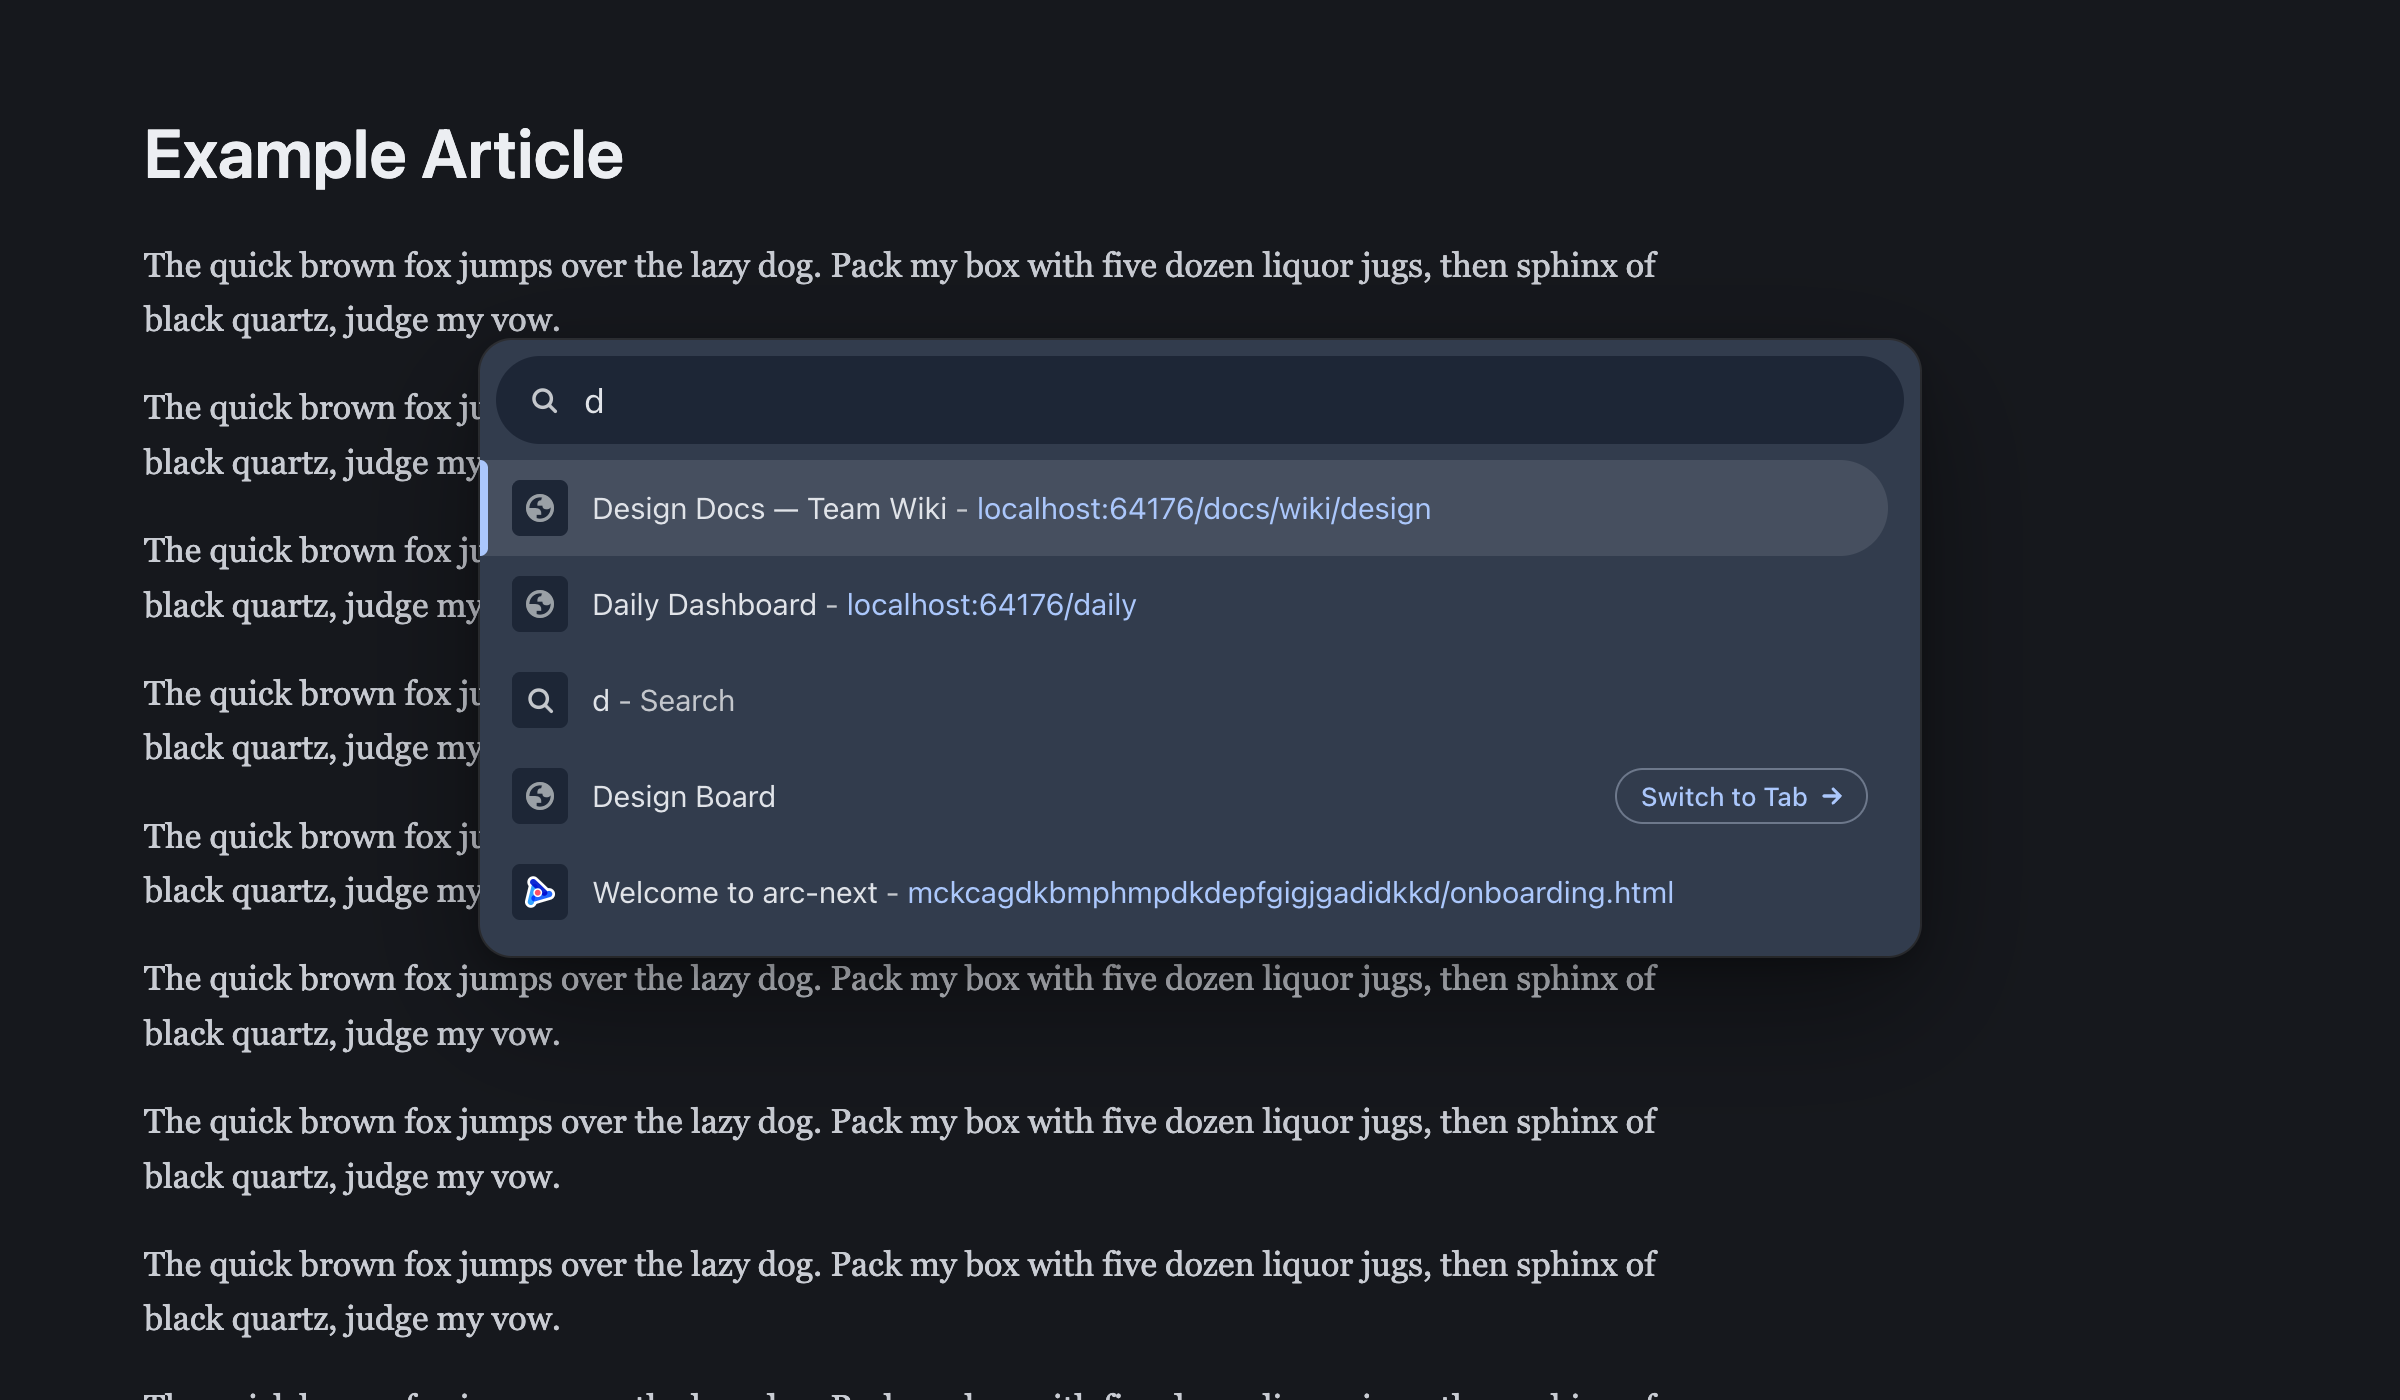 Example Article
The quick brown fox jumps over the lazy dog. Pack my box with five dozen liquor jugs, then sphinx of
black quartz, judge my vow.
The quick brown fox ju
black quartz, judge my
The quick brown fox ju
black quartz, judge my
The quick brown fox ju
black quartz, judge my
The quick brown fox ju
black quartz, judge my
d
Design Docs — Team Wiki - localhost:64176/docs/wiki/design
Daily Dashboard - localhost:64176/daily
d - Search
Design Board
Switch to Tab →
Welcome to arc-next - mckcagdkbmphmpdkdepfgigjgadidkkd/onboarding.html
The quick brown fox jumps over the lazy dog. Pack my box with five dozen liquor jugs, then sphinx of
black quartz, judge my vow.
The quick brown fox jumps over the lazy dog. Pack my box with five dozen liquor jugs, then sphinx of
black quartz, judge my vow.
The quick brown fox jumps over the lazy dog. Pack my box with five dozen liquor jugs, then sphinx of
black quartz, judge my vow.